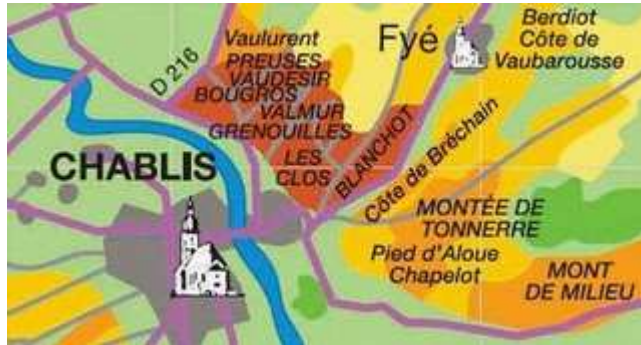 Berdiot
Côte de
Vaubarousse
Fyé
D 216
Vaulurent
PREUSES
VAUDESIR
BOUGROS
VALMUR
GRENOUILLES
LES
CLOS
BLANCHOT
Côte de Bréchain
CHABLIS
MONTÉE DE
TONNERRE
Pied d'Aloue
Chapelot
MONT
DE MILIEU